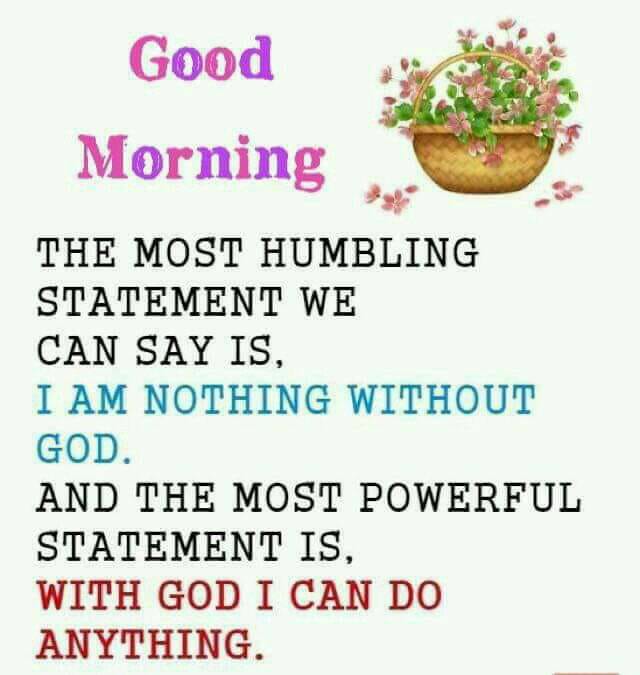 Good
Morning
THE MOST HUMBLING
STATEMENT WE
CAN SAY IS,
I AM NOTHING WITHOUT
GOD.
AND THE MOST POWERFUL
STATEMENT IS,
WITH GOD I CAN DO
ANYTHING.